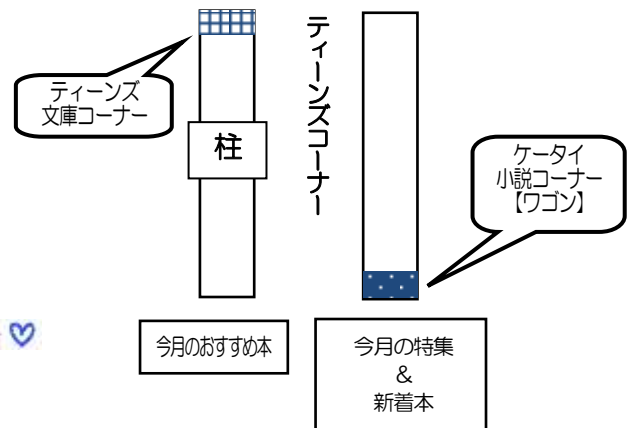 ティーンズ
文庫コーナー
柱
ティーンズコーナー
ケータイ
小説コーナー
【ワゴン】
今月のおすすめ本
今月の特集
&
新着本